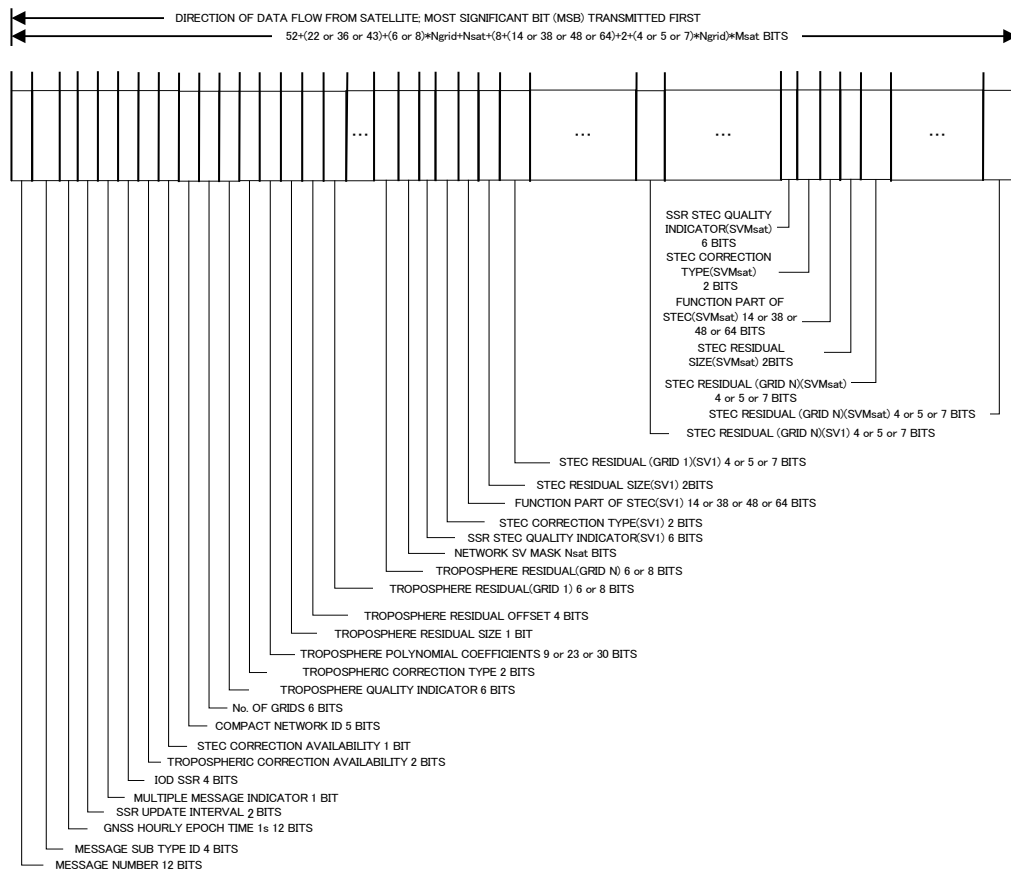 DIRECTION OF DATA FLOW FROM SATELLITE; MOST SIGNIFICANT BIT (MSB) TRANSMITTED FIRST
52+(22 or 36 or 43)+(6 or 8)*Ngrid+Nsat+(8+(14 or 38 or 48 or 64)+2+(4 or 5 or 7)*Ngrid)*Msat BITS
... ... ... ...
SSR STEC QUALITY
INDICATOR(SVMsat)
6 BITS
STEC CORRECTION
TYPE(SVMsat)
2 BITS
FUNCTION PART OF
STEC(SVMsat) 14 or 38 or
48 or 64 BITS
STEC RESIDUAL
SIZE(SVMsat) 2BITS
STEC RESIDUAL (GRID N)(SVMsat)
4 or 5 or 7 BITS
STEC RESIDUAL (GRID N)(SVMsat) 4 or 5 or 7 BITS
STEC RESIDUAL (GRID N)(SV1) 4 or 5 or 7 BITS
STEC RESIDUAL (GRID 1)(SV1) 4 or 5 or 7 BITS
STEC RESIDUAL SIZE(SV1) 2BITS
FUNCTION PART OF STEC(SV1) 14 or 38 or 48 or 64 BITS
STEC CORRECTION TYPE(SV1) 2 BITS
SSR STEC QUALITY INDICATOR(SV1) 6 BITS
NETWORK SV MASK Nsat BITS
TROPOSPHERE RESIDUAL(GRID N) 6 or 8 BITS
TROPOSPHERE RESIDUAL(GRID 1) 6 or 8 BITS
TROPOSPHERE RESIDUAL OFFSET 4 BITS
TROPOSPHERE RESIDUAL SIZE 1 BIT
TROPOSPHERE POLYNOMIAL COEFFICIENTS 9 or 23 or 30 BITS
TROPOSPHERIC CORRECTION TYPE 2 BITS
TROPOSPHERE QUALITY INDICATOR 6 BITS
No. OF GRIDS 6 BITS
COMPACT NETWORK ID 5 BITS
STEC CORRECTION AVAILABILITY 1 BIT
TROPOSPHERIC CORRECTION AVAILABILITY 2 BITS
IOD SSR 4 BITS
MULTIPLE MESSAGE INDICATOR 1 BIT
SSR UPDATE INTERVAL 2 BITS
GNSS HOURLY EPOCH TIME 1s 12 BITS
MESSAGE SUB TYPE ID 4 BITS
MESSAGE NUMBER 12 BITS